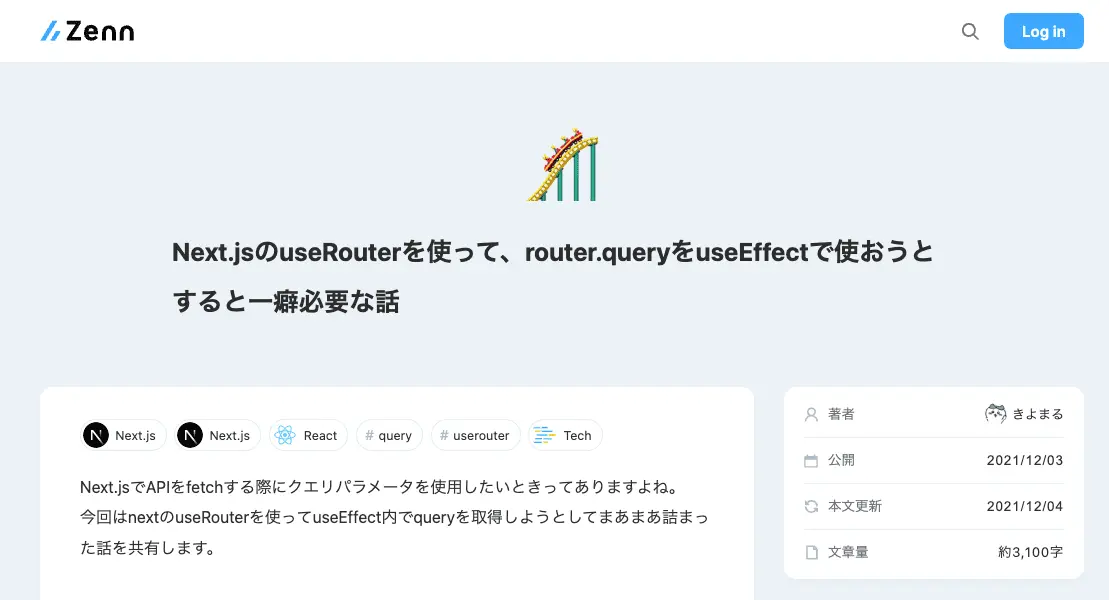 Zenn
Log in
Next.jsのuseRouterを使って、router.queryをuseEffectで使おうと
すると一癖必要な話
Next.js
Next.js
React
# query
# userouter
Tech
Next.jsでAPIをfetchする際にクエリパラメータを使用したいときってありますよね。
今回はnextのuseRouterを使ってuseEffect内でqueryを取得しようとしてまあまあ詰まっ
た話を共有します。
著者 きよまる
公開 2021/12/03
本文更新 2021/12/04
文章量 約3,100字